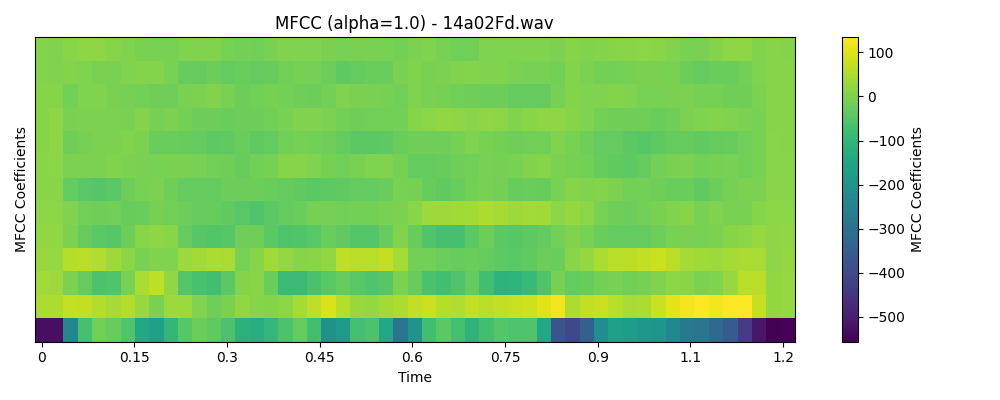 MFCC (alpha=1.0) - 14a02Fd.wav
MFCC Coefficients
0 0.15 0.3 0.45 0.6 0.75 0.9 1.1 1.2
Time
100
0
−100
−200
−300
−400
−500
MFCC Coefficients